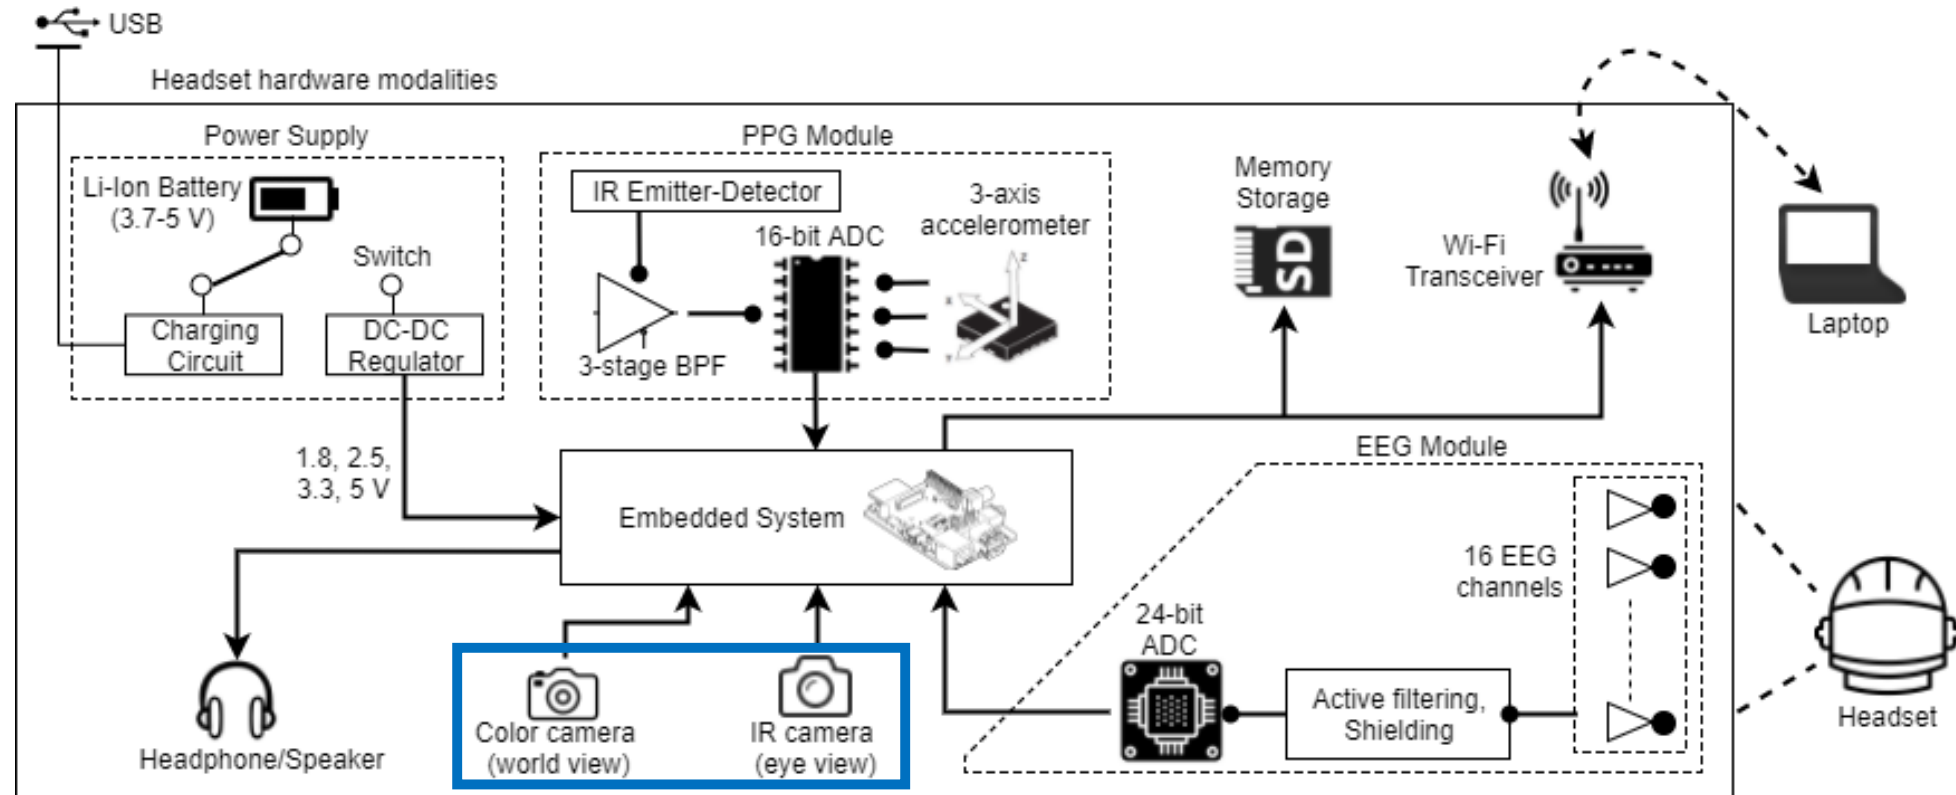 USB
Headset hardware modalities
Power Supply
Li-Ion Battery
(3.7-5 V)
Switch
Charging
Circuit
DC-DC
Regulator
1.8, 2.5,
3.3, 5 V
PPG Module
IR Emitter-Detector
16-bit ADC
3-axis
accelerometer
X
Y
Z
3-stage BPF
Memory
Storage
SD
Wi-Fi
Transceiver
Laptop
Embedded System
EEG Module
16 EEG
channels
24-bit
ADC
Active filtering,
Shielding
Headset
Headphone/Speaker
Color camera
(world view)
IR camera
(eye view)